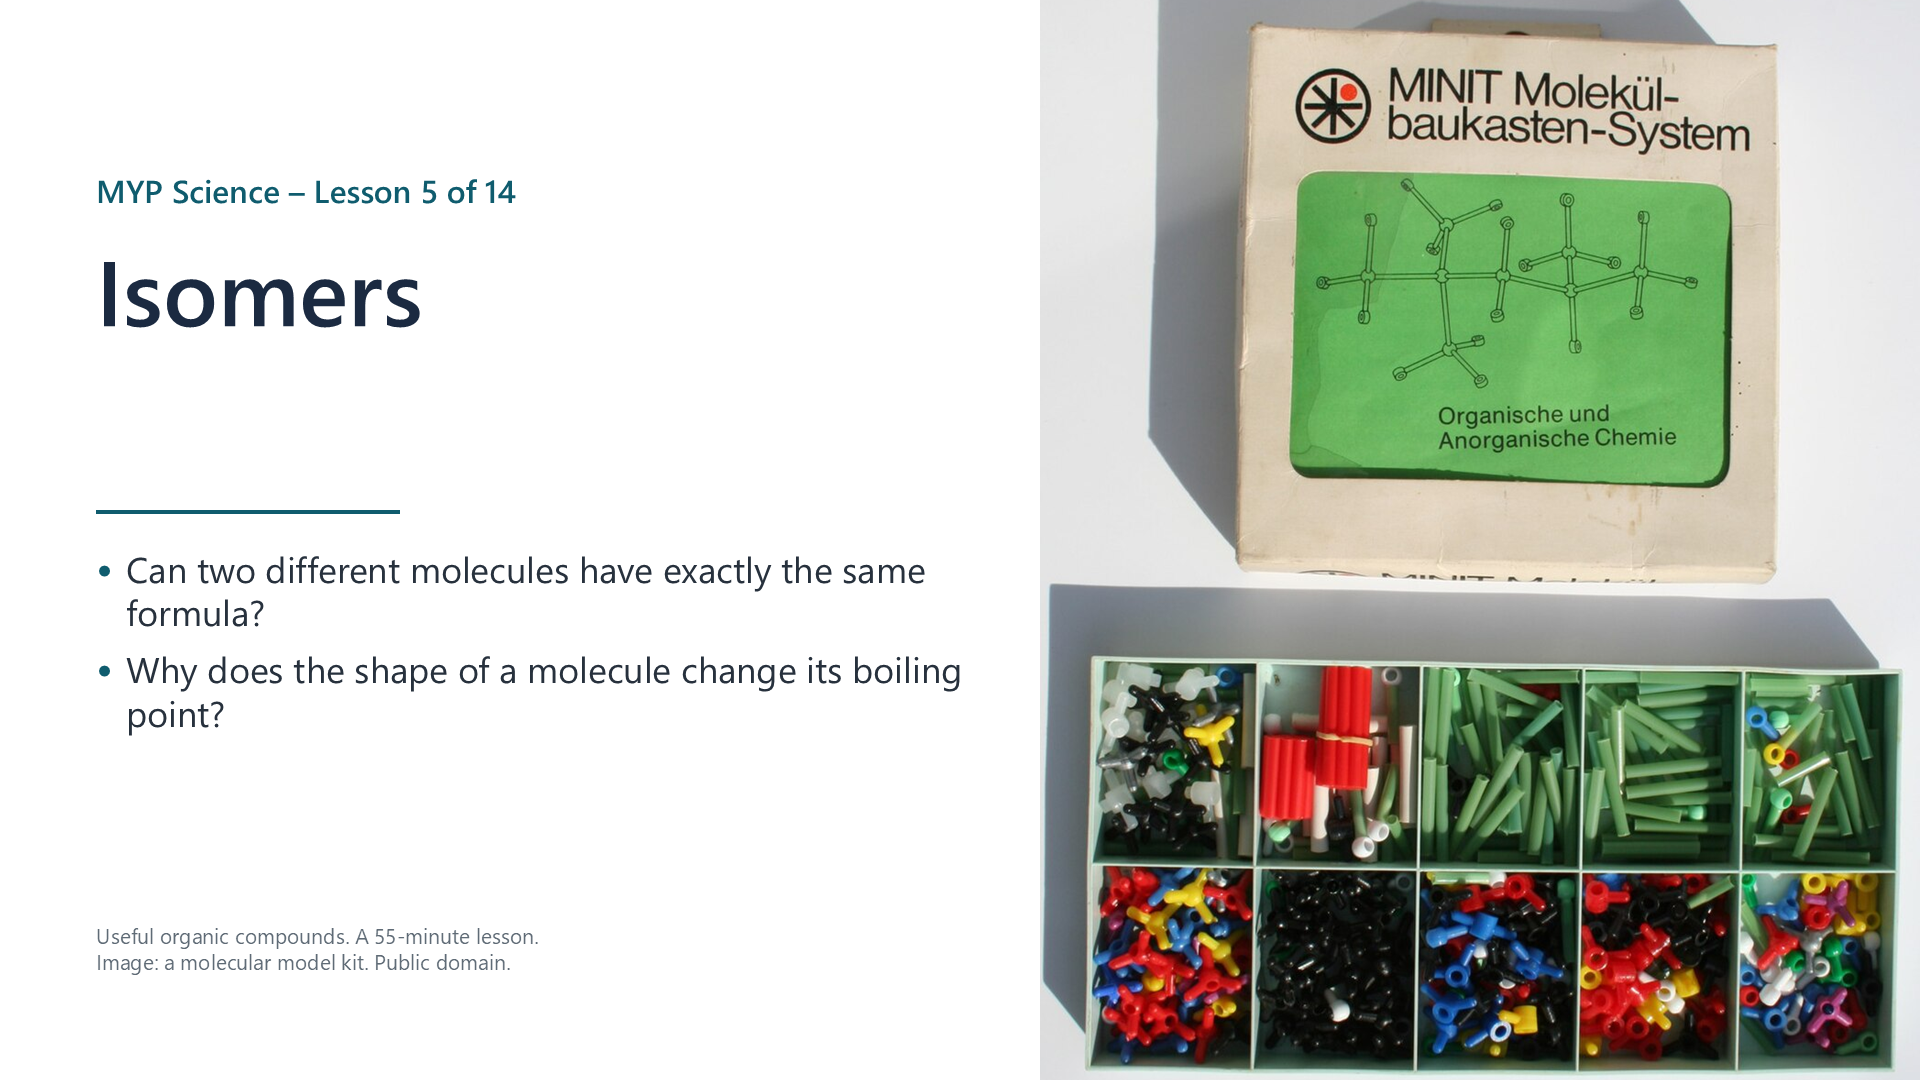 MYP Science – Lesson 5 of 14
Isomers
• Can two different molecules have exactly the same
formula?
• Why does the shape of a molecule change its boiling
point?
Useful organic compounds. A 55-minute lesson.
Image: a molecular model kit. Public domain.
MINIT Molekül-
baukasten-System
Organische und
Anorganische Chemie